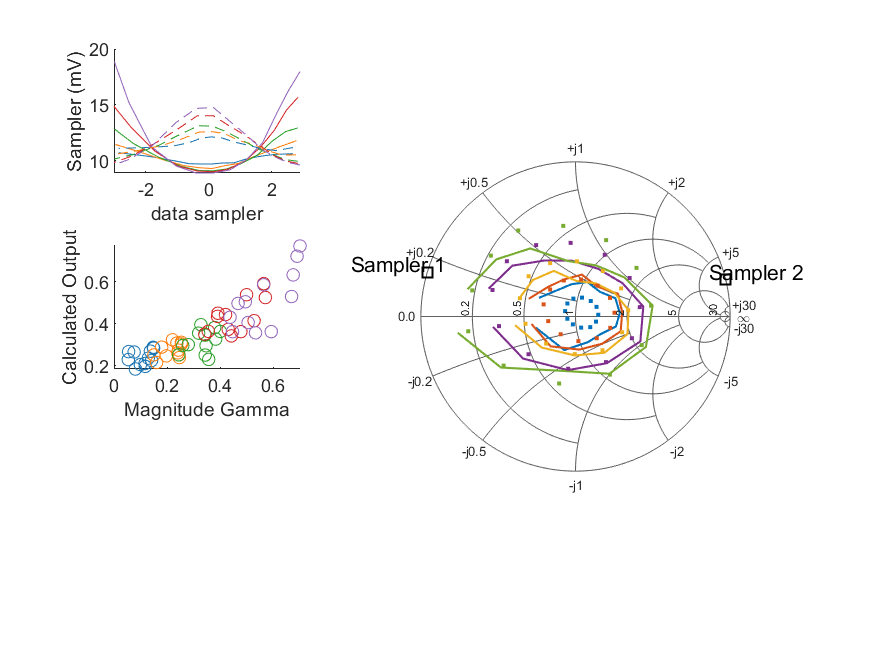 20
15
10
Sampler (mV)
-2 0 2
data sampler
0.6
0.4
0.2
Calculated Output
0 0.2 0.4 0.6
Magnitude Gamma
+j1
+j0.5 +j2
+j0.2 +j5
Sampler 1 Sampler 2
+j30
0.0 0.2 0.5 1 2 5 30 ∞
-j30
-j0.2 -j5
-j0.5 -j2
-j1